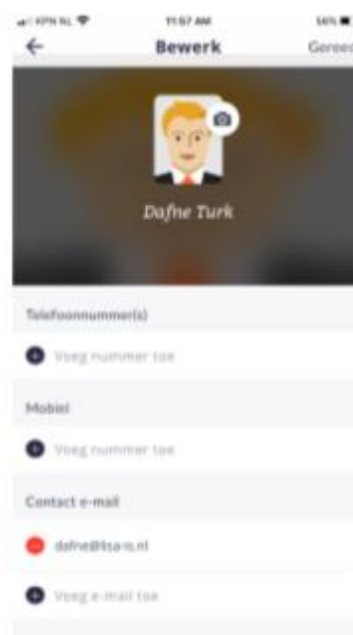 KPN NL 11:57 AM 56%
Bewerk Gereed
Dafne Turk
Telefoonnummer(s)
Voeg nummer toe
Mobiel
Voeg nummer toe
Contact e-mail
dafne@lisa-is.nl
Voeg e-mail toe